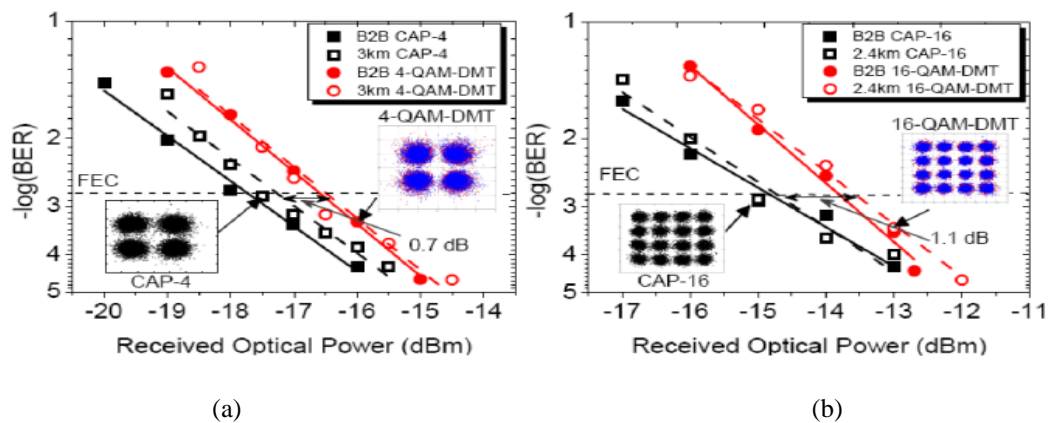 1
2
3
4
5
-log(BER)
B2B CAP-4
3km CAP-4
B2B 4-QAM-DMT
3km 4-QAM-DMT
4-QAM-DMT
FEC
0.7 dB
CAP-4
-20 -19 -18 -17 -16 -15 -14
Received Optical Power (dBm)
(a)
1
2
3
4
5
-log(BER)
B2B CAP-16
2.4km CAP-16
B2B 16-QAM-DMT
2.4km 16-QAM-DMT
16-QAM-DMT
FEC
1.1 dB
CAP-16
-17 -16 -15 -14 -13 -12 -11
Received Optical Power (dBm)
(b)